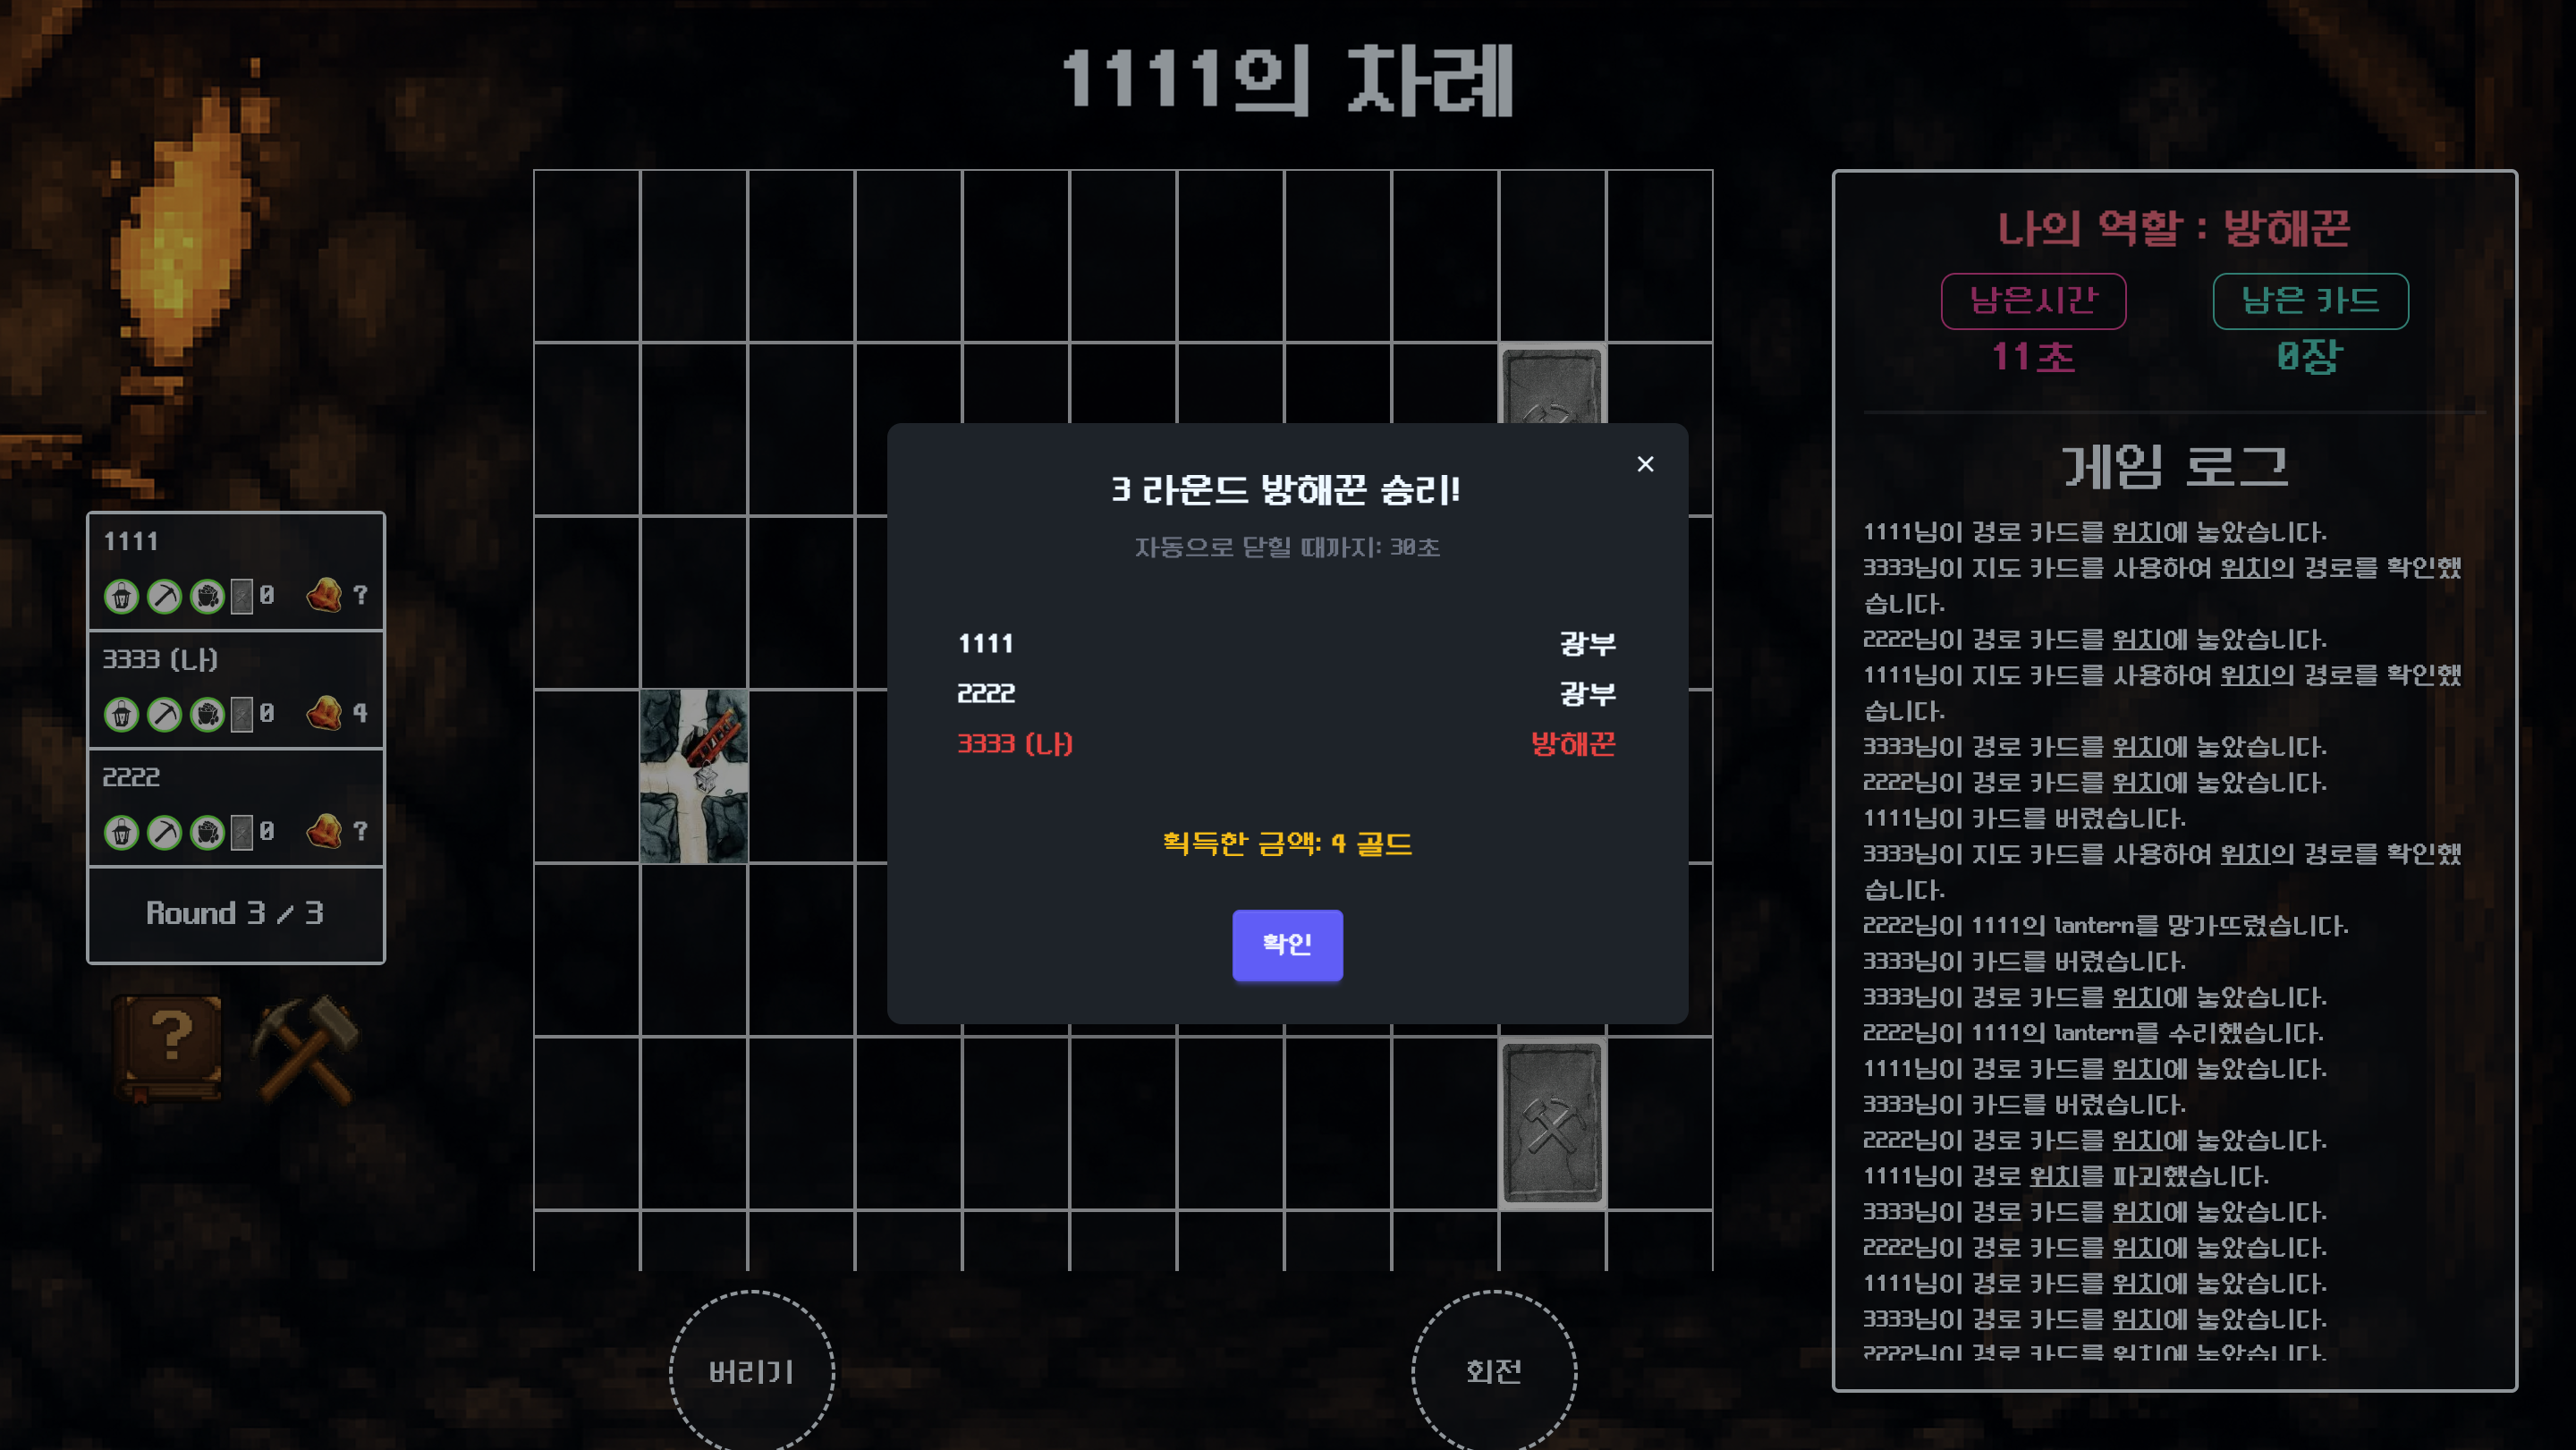 1111의 차례
1111
0 ?
3333 (나)
0 4
2222
0 ?
Round 3 / 3
?
3 라운드 방해꾼 승리!
자동으로 닫힐 때까지: 30초
1111 광부
2222 광부
3333 (나) 방해꾼
획득한 금액: 4 골드
확인
버리기
회전
나의 역할 : 방해꾼
남은시간 남은 카드
11초 0장
게임 로그
1111님이 경로 카드를 위치에 놓았습니다.
3333님이 지도 카드를 사용하여 위치의 경로를 확인했
습니다.
2222님이 경로 카드를 위치에 놓았습니다.
1111님이 지도 카드를 사용하여 위치의 경로를 확인했
습니다.
3333님이 경로 카드를 위치에 놓았습니다.
2222님이 경로 카드를 위치에 놓았습니다.
1111님이 카드를 버렸습니다.
3333님이 지도 카드를 사용하여 위치의 경로를 확인했
습니다.
2222님이 1111의 lantern를 망가뜨렸습니다.
3333님이 카드를 버렸습니다.
3333님이 경로 카드를 위치에 놓았습니다.
2222님이 1111의 lantern를 수리했습니다.
1111님이 경로 카드를 위치에 놓았습니다.
3333님이 카드를 버렸습니다.
2222님이 경로 카드를 위치에 놓았습니다.
1111님이 경로 위치를 파괴했습니다.
3333님이 경로 카드를 위치에 놓았습니다.
2222님이 경로 카드를 위치에 놓았습니다.
1111님이 경로 카드를 위치에 놓았습니다.
3333님이 경로 카드를 위치에 놓았습니다.
2222님이 경로 카드를 위치에 놓았습니다.